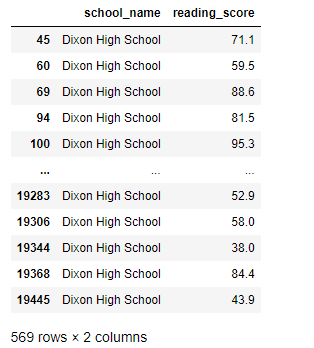 school_name reading_score
45 Dixon High School 71.1
60 Dixon High School 59.5
69 Dixon High School 88.6
94 Dixon High School 81.5
100 Dixon High School 95.3
... ... ...
19283 Dixon High School 52.9
19306 Dixon High School 58.0
19344 Dixon High School 38.0
19368 Dixon High School 84.4
19445 Dixon High School 43.9
569 rows × 2 columns